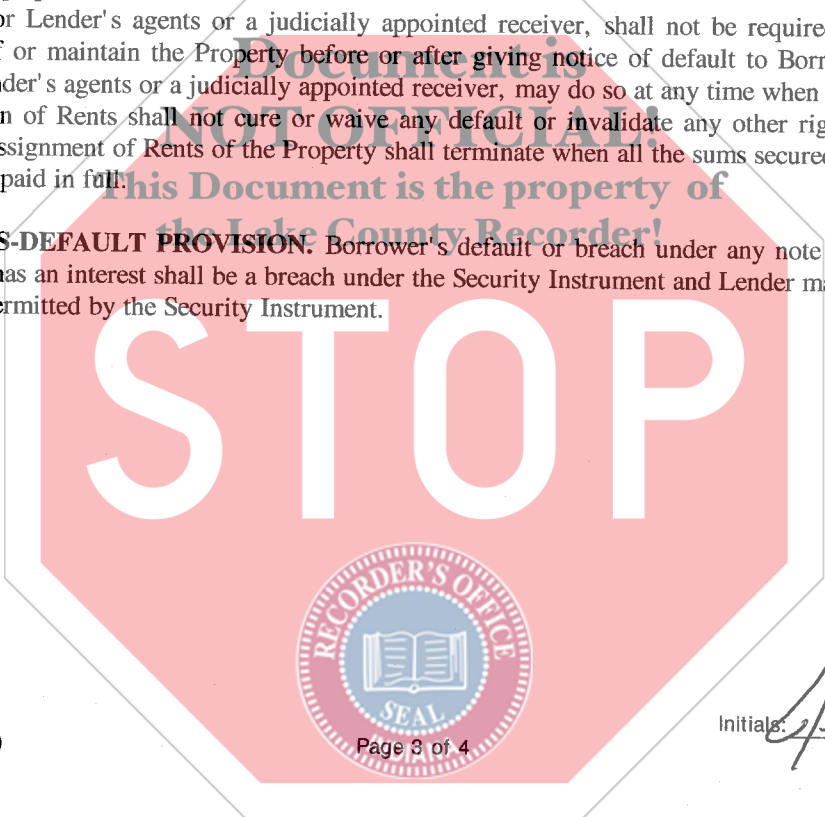 or Lender's agents or a judicially appointed receiver, shall not be required
f or maintain the Property before or after giving notice of default to Borr
der's agents or a judicially appointed receiver, may do so at any time when
n of Rents shall not cure or waive any default or invalidate any other rig
ssignment of Rents of the Property shall terminate when all the sums secured
paid in full.
Document is
NOT OFFICIAL!
This Document is the property of
the Lake County Recorder!
S-DEFAULT PROVISION. Borrower's default or breach under any note
has an interest shall be a breach under the Security Instrument and Lender ma
ermitted by the Security Instrument.
STOP
RECORDER'S OFFICE
SEAL
INDIANA
Page 3 of 4
Initials: